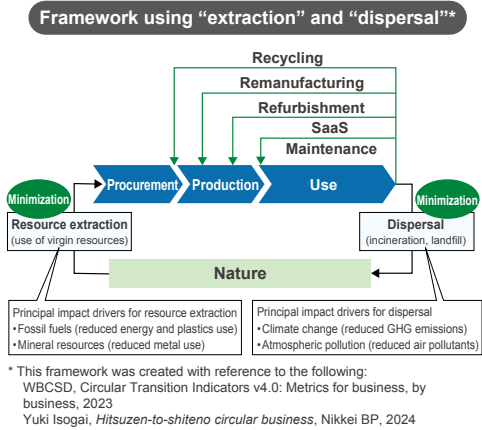 Framework using “extraction” and “dispersal”*
Recycling
Remanufacturing
Refurbishment
SaaS
Maintenance
Procurement
Production
Use
Minimization
Minimization
Resource extraction
(use of virgin resources)
Dispersal
(incineration, landfill)
Nature
Principal impact drivers for resource extraction
•Fossil fuels (reduced energy and plastics use)
•Mineral resources (reduced metal use)
Principal impact drivers for dispersal
•Climate change (reduced GHG emissions)
•Atmospheric pollution (reduced air pollutants)
* This framework was created with reference to the following:
WBCSD, Circular Transition Indicators v4.0: Metrics for business, by
business, 2023
Yuki Isogai, Hitsuzen-to-shiteno circular business, Nikkei BP, 2024